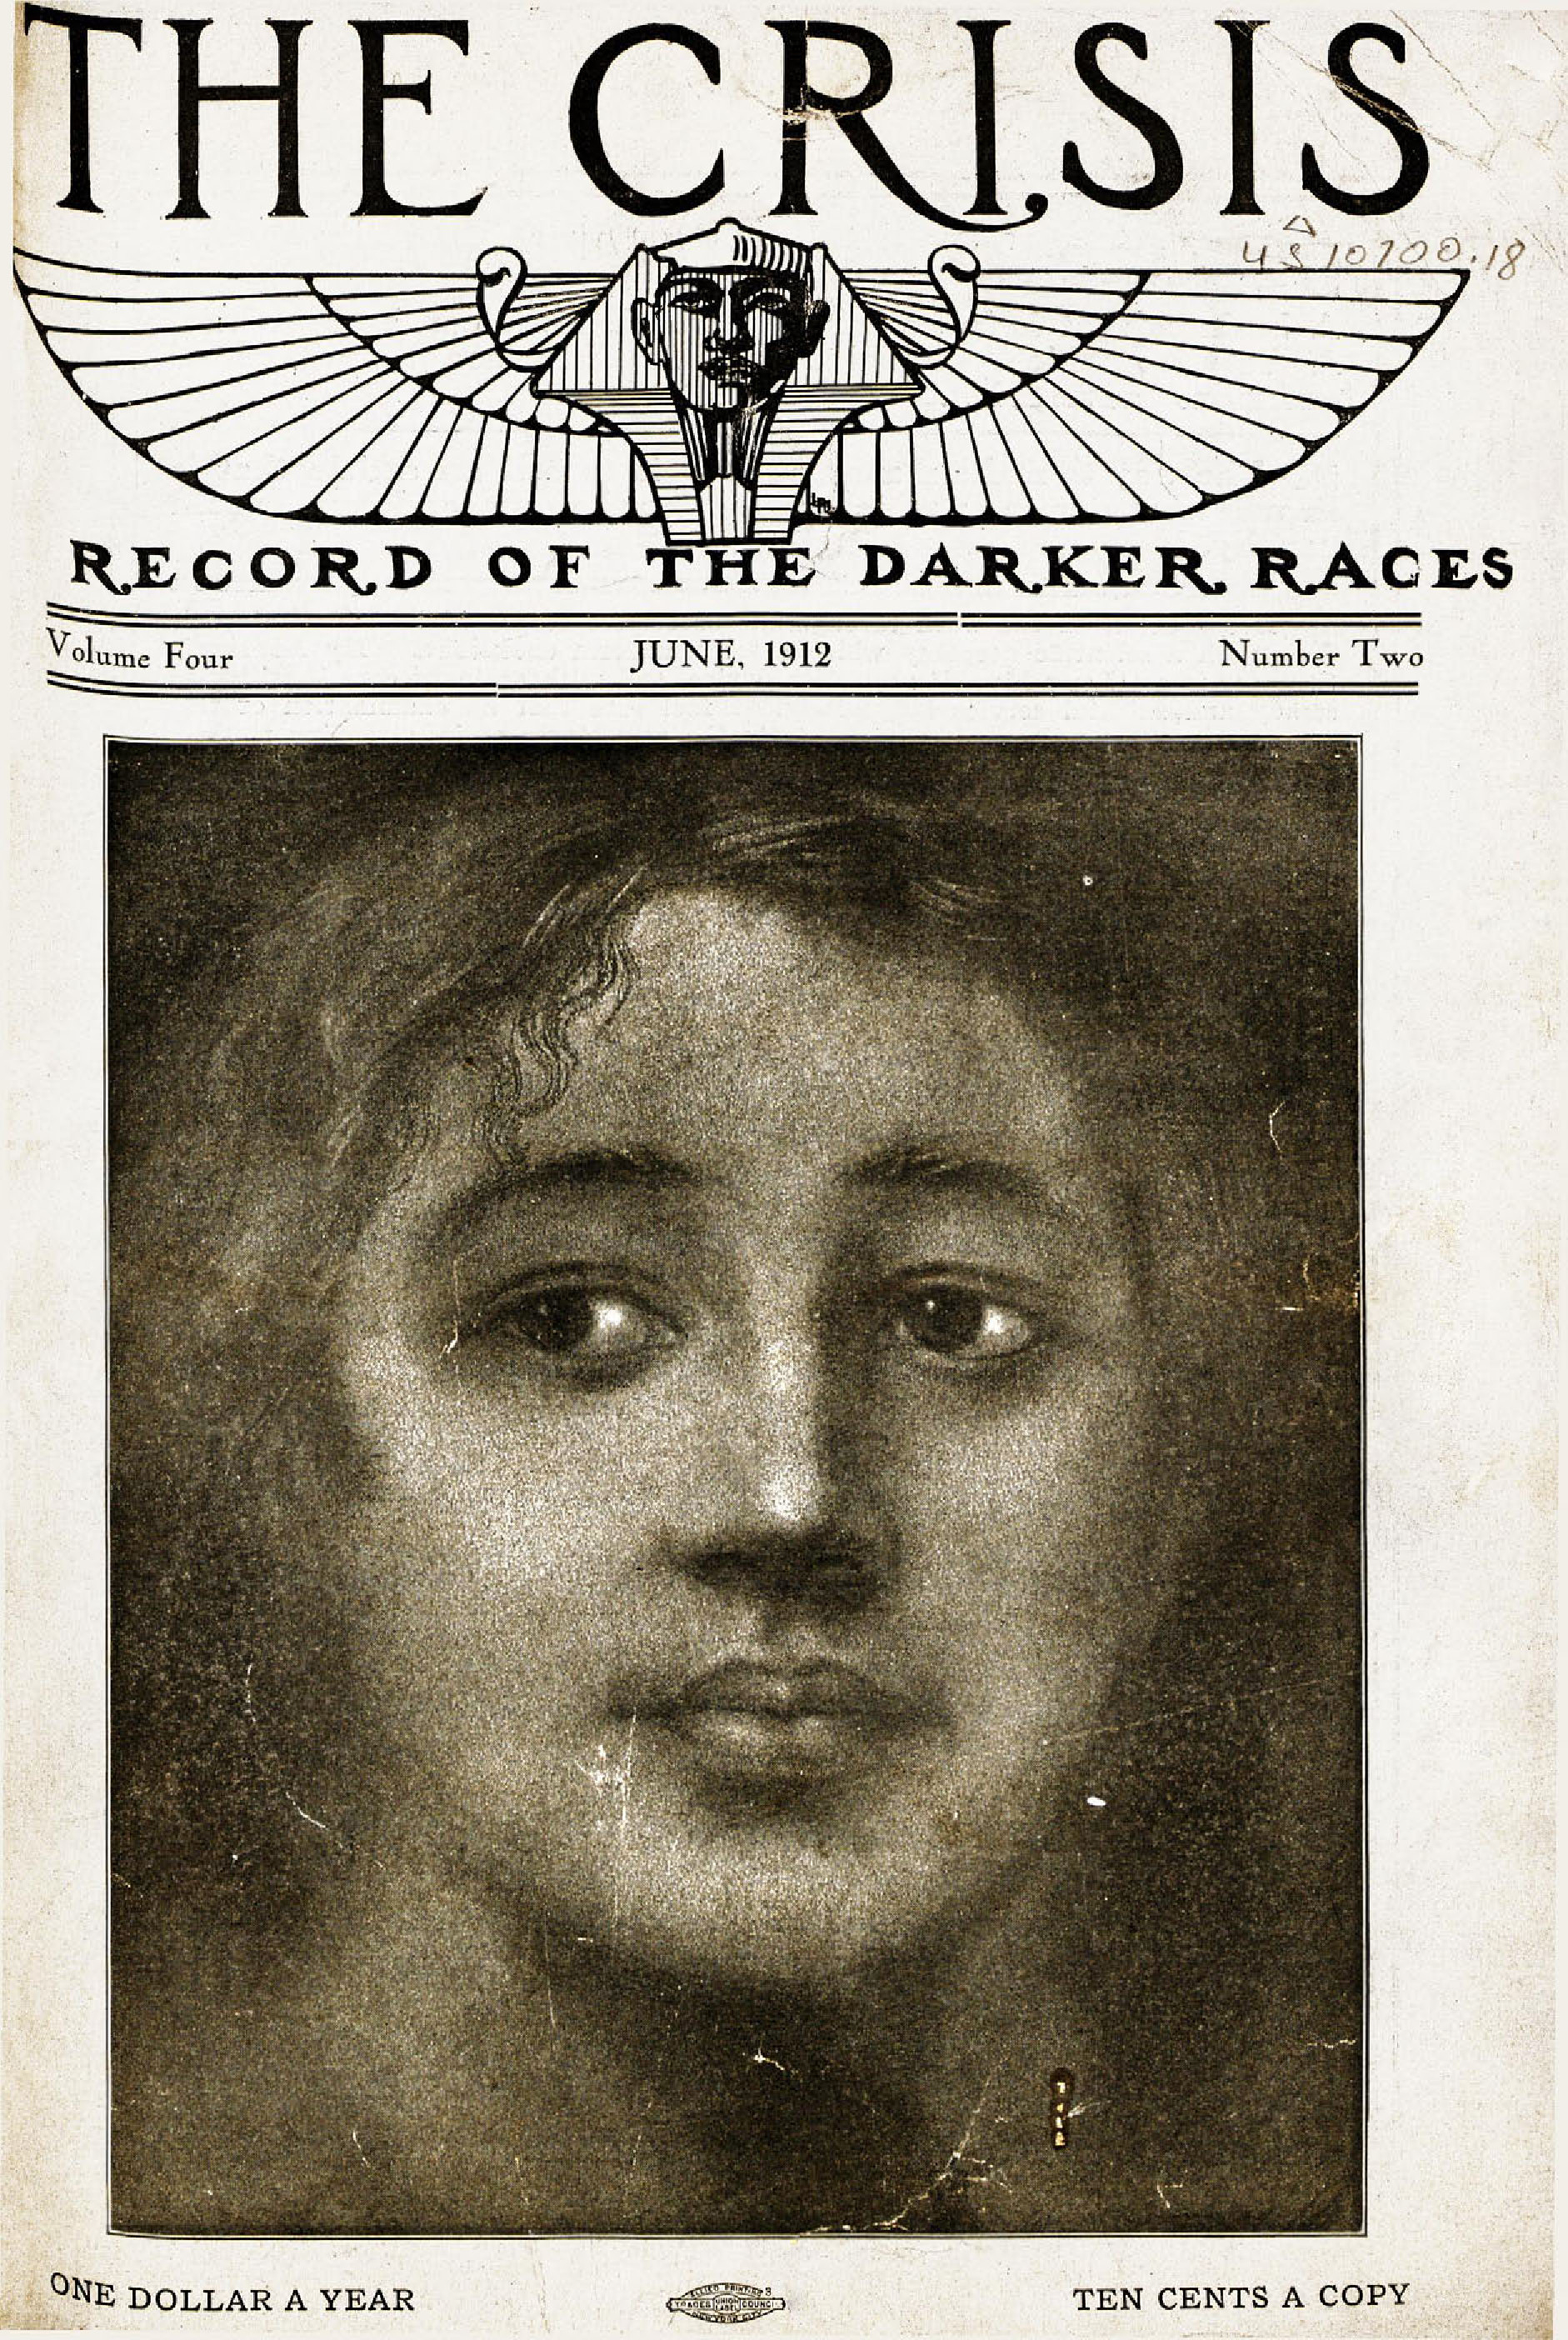 THE CRISIS
US 10700.18
RECORD OF THE DARKER RACES
Volume Four JUNE, 1912 Number Two
ONE DOLLAR A YEAR
ALLIED PRINTING
TRADES UNION LABEL COUNCIL
NEW YORK CITY
TEN CENTS A COPY